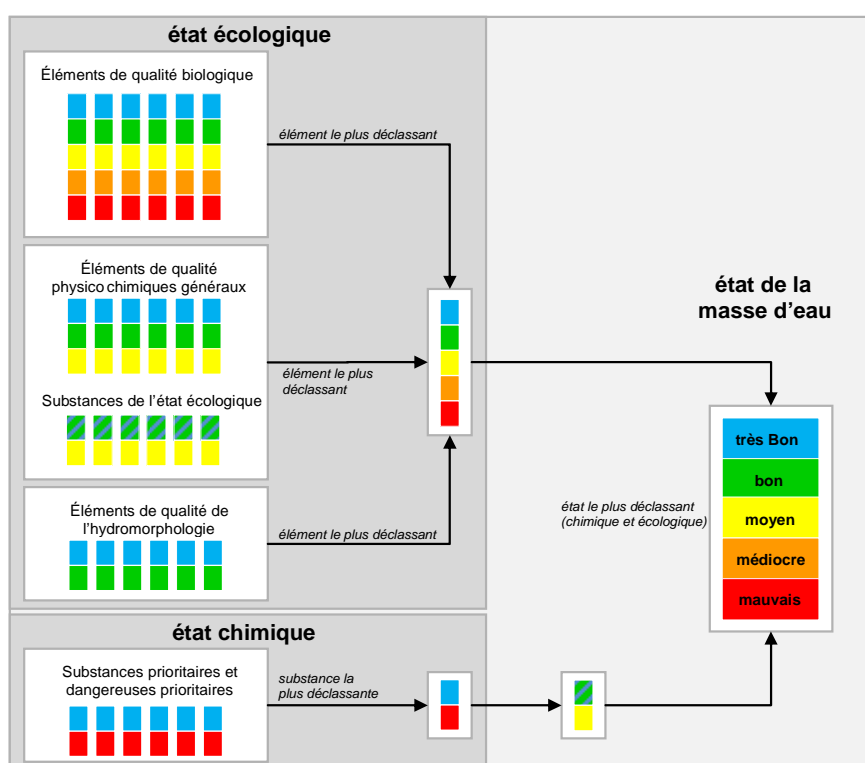 état écologique
Éléments de qualité biologique
élément le plus déclassant
Éléments de qualité
physico chimiques généraux
élément le plus
déclassant
Substances de l'état écologique
Éléments de qualité de
l'hydromorphologie
élément le plus déclassant
état de la
masse d'eau
très Bon
bon
moyen
médiocre
mauvais
état le plus déclassant
(chimique et écologique)
état chimique
Substances prioritaires et
dangereuses prioritaires
substance la
plus déclassante